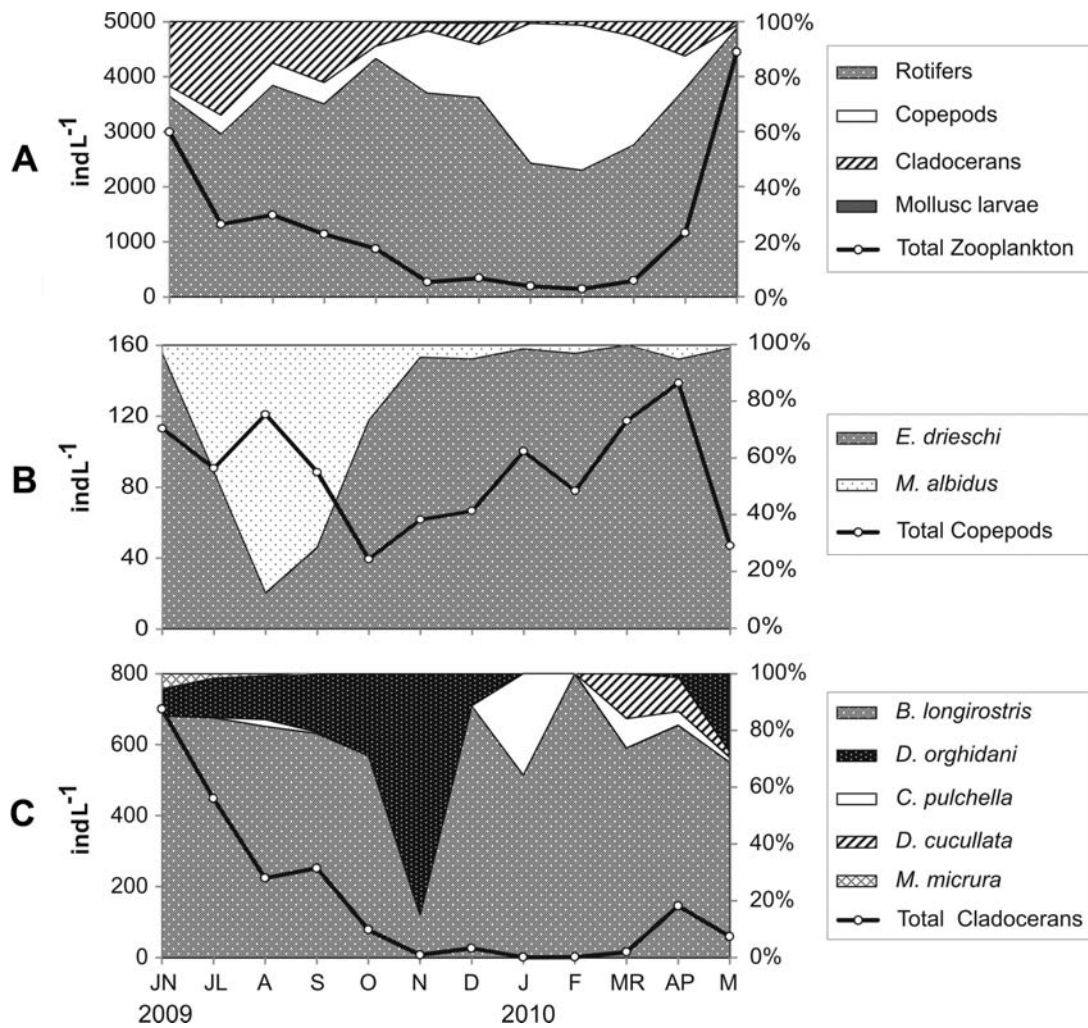 A
indL⁻¹
5000
4000
3000
2000
1000
0
100%
80%
60%
40%
20%
0%
Rotifers
Copepods
Cladocerans
Mollusc larvae
Total Zooplankton
B
indL⁻¹
160
120
80
40
0
100%
80%
60%
40%
20%
0%
E. drieschi
M. albidus
Total Copepods
C
indL⁻¹
800
600
400
200
0
100%
80%
60%
40%
20%
0%
B. longirostris
D. orghidani
C. pulchella
D. cucullata
M. micrura
Total Cladocerans
JN JL A S O N D J F MR AP M
2009 2010